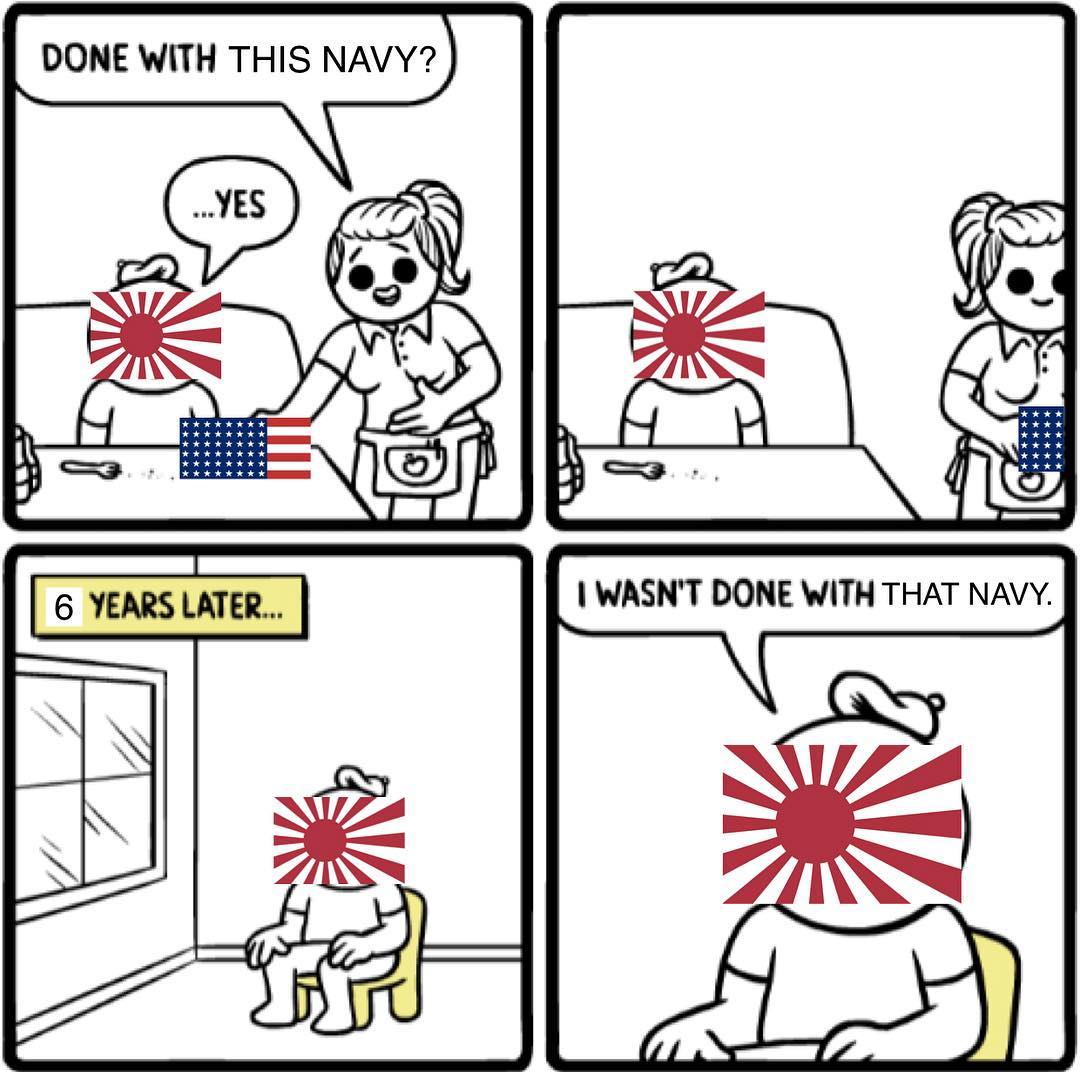 DONE WITH THIS NAVY?
...YES
6 YEARS LATER...
I WASN'T DONE WITH THAT NAVY.